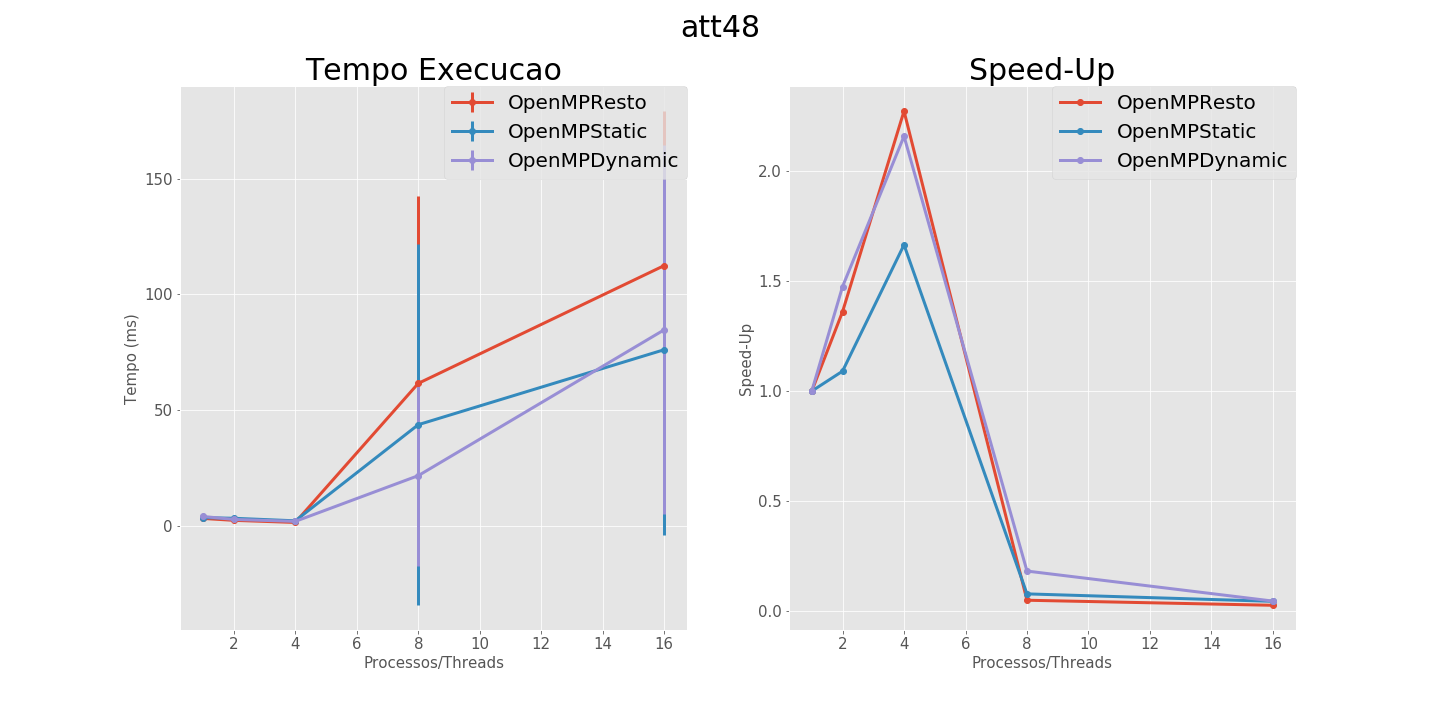 att48
Tempo Execucao
OpenMPResto
OpenMPStatic
OpenMPDynamic
150
100
50
0
Tempo (ms)
2 4 6 8 10 12 14 16
Processos/Threads
Speed-Up
OpenMPResto
OpenMPStatic
OpenMPDynamic
2.0
1.5
1.0
0.5
0.0
Speed-Up
2 4 6 8 10 12 14 16
Processos/Threads